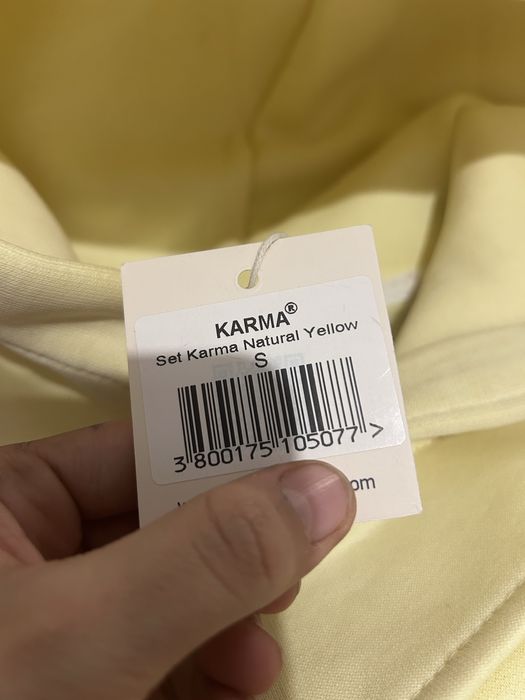 KARMA®
Set Karma Natural Yellow
S
3 800175 105077 >